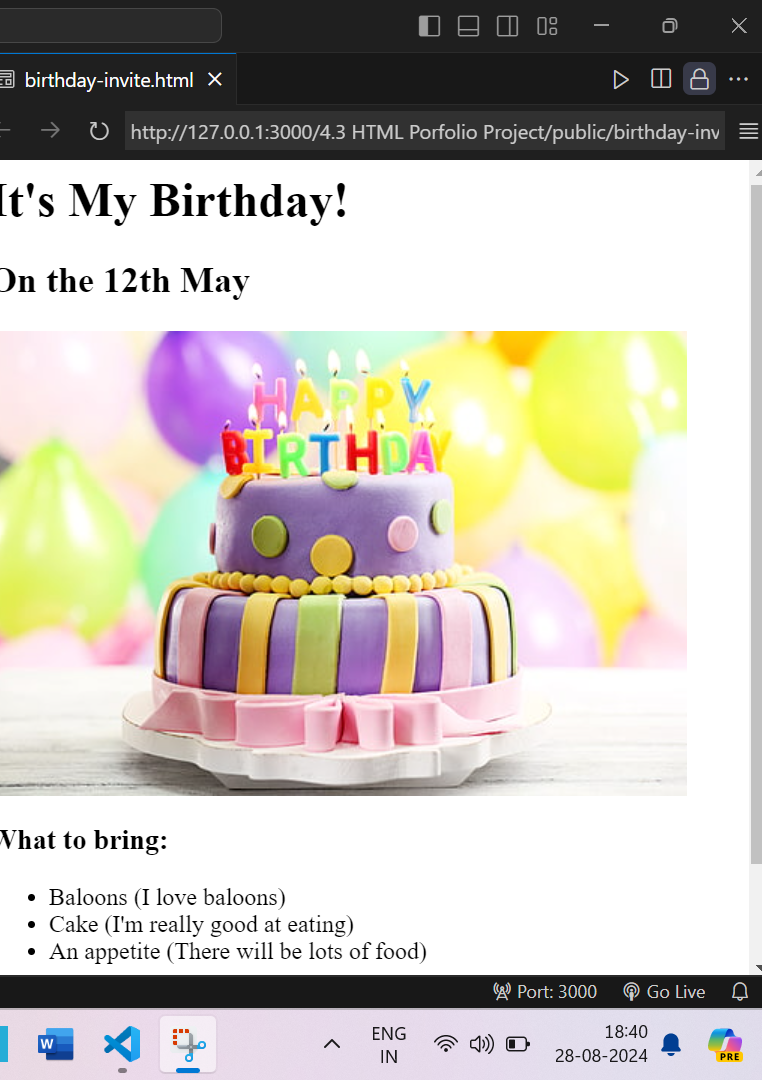 birthday-invite.html
http://127.0.0.1:3000/4.3 HTML Porfolio Project/public/birthday-inv
It's My Birthday!
On the 12th May
HAPPY
BIRTHDAY
What to bring:
Baloons (I love baloons)
Cake (I'm really good at eating)
An appetite (There will be lots of food)
Port: 3000 Go Live
W ENG 18:40
IN 28-08-2024
PRE